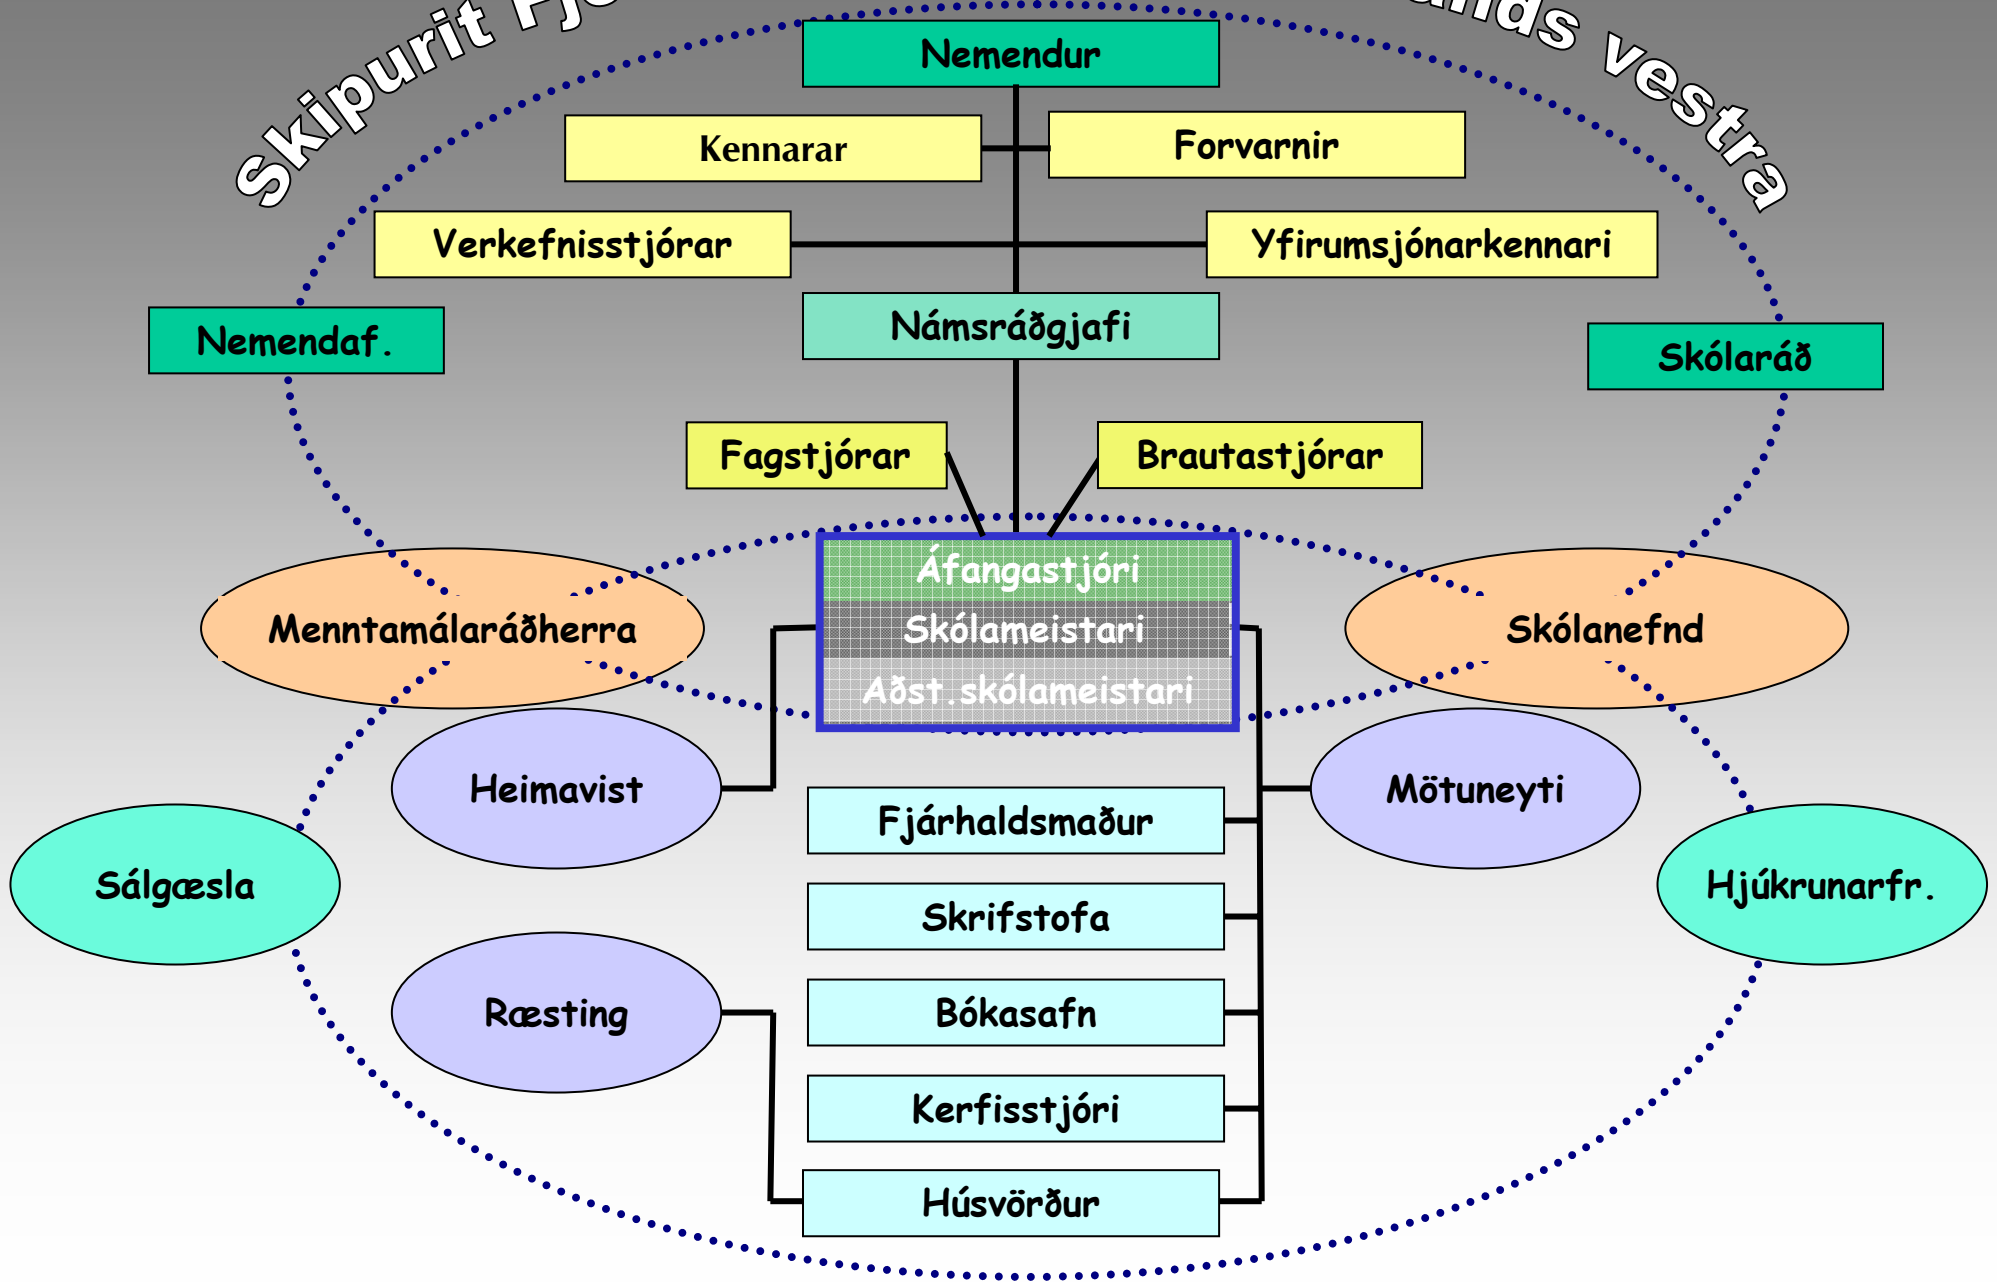 Skipurit
vestra
Nemendur
Kennarar
Forvarnir
Verkefnisstjórar
Yfirumsjónarkennari
Nemendaf.
Námsráðgjafi
Skólaráð
Fagstjórar
Brautastjórar
Áfangastjóri
Menntamálaráðherra
Skólameistari
Skólanefnd
Aðst.skólameistari
Heimavist
Mötuneyti
Fjárhaldsmaður
Sálgæsla
Hjúkrunarfr.
Skrifstofa
Ræsting
Bókasafn
Kerfisstjóri
Húsvörður